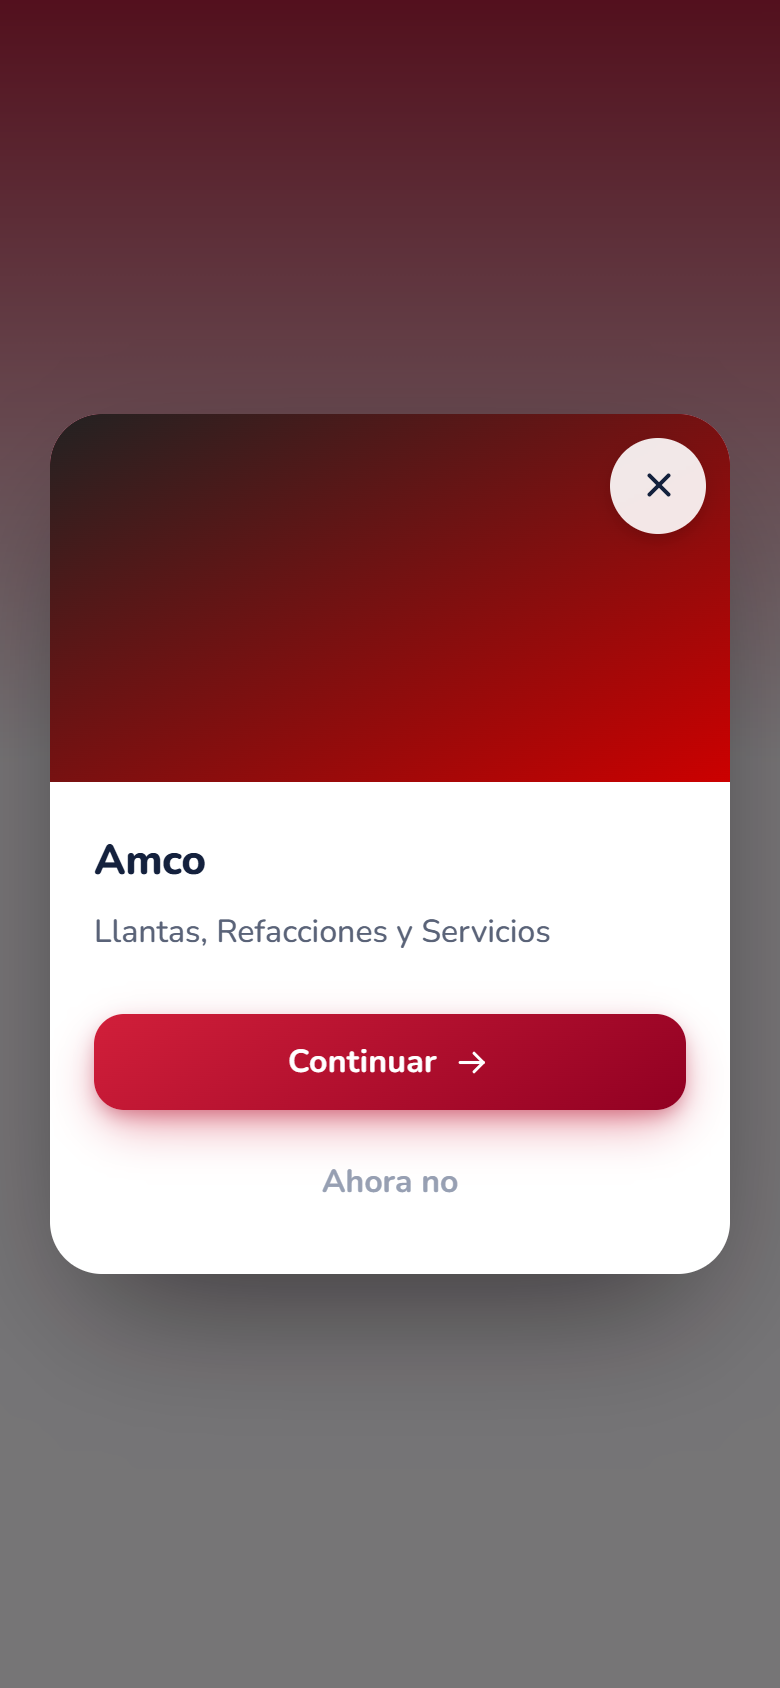 Amco
Llantas, Refacciones y Servicios
Continuar →
Ahora no